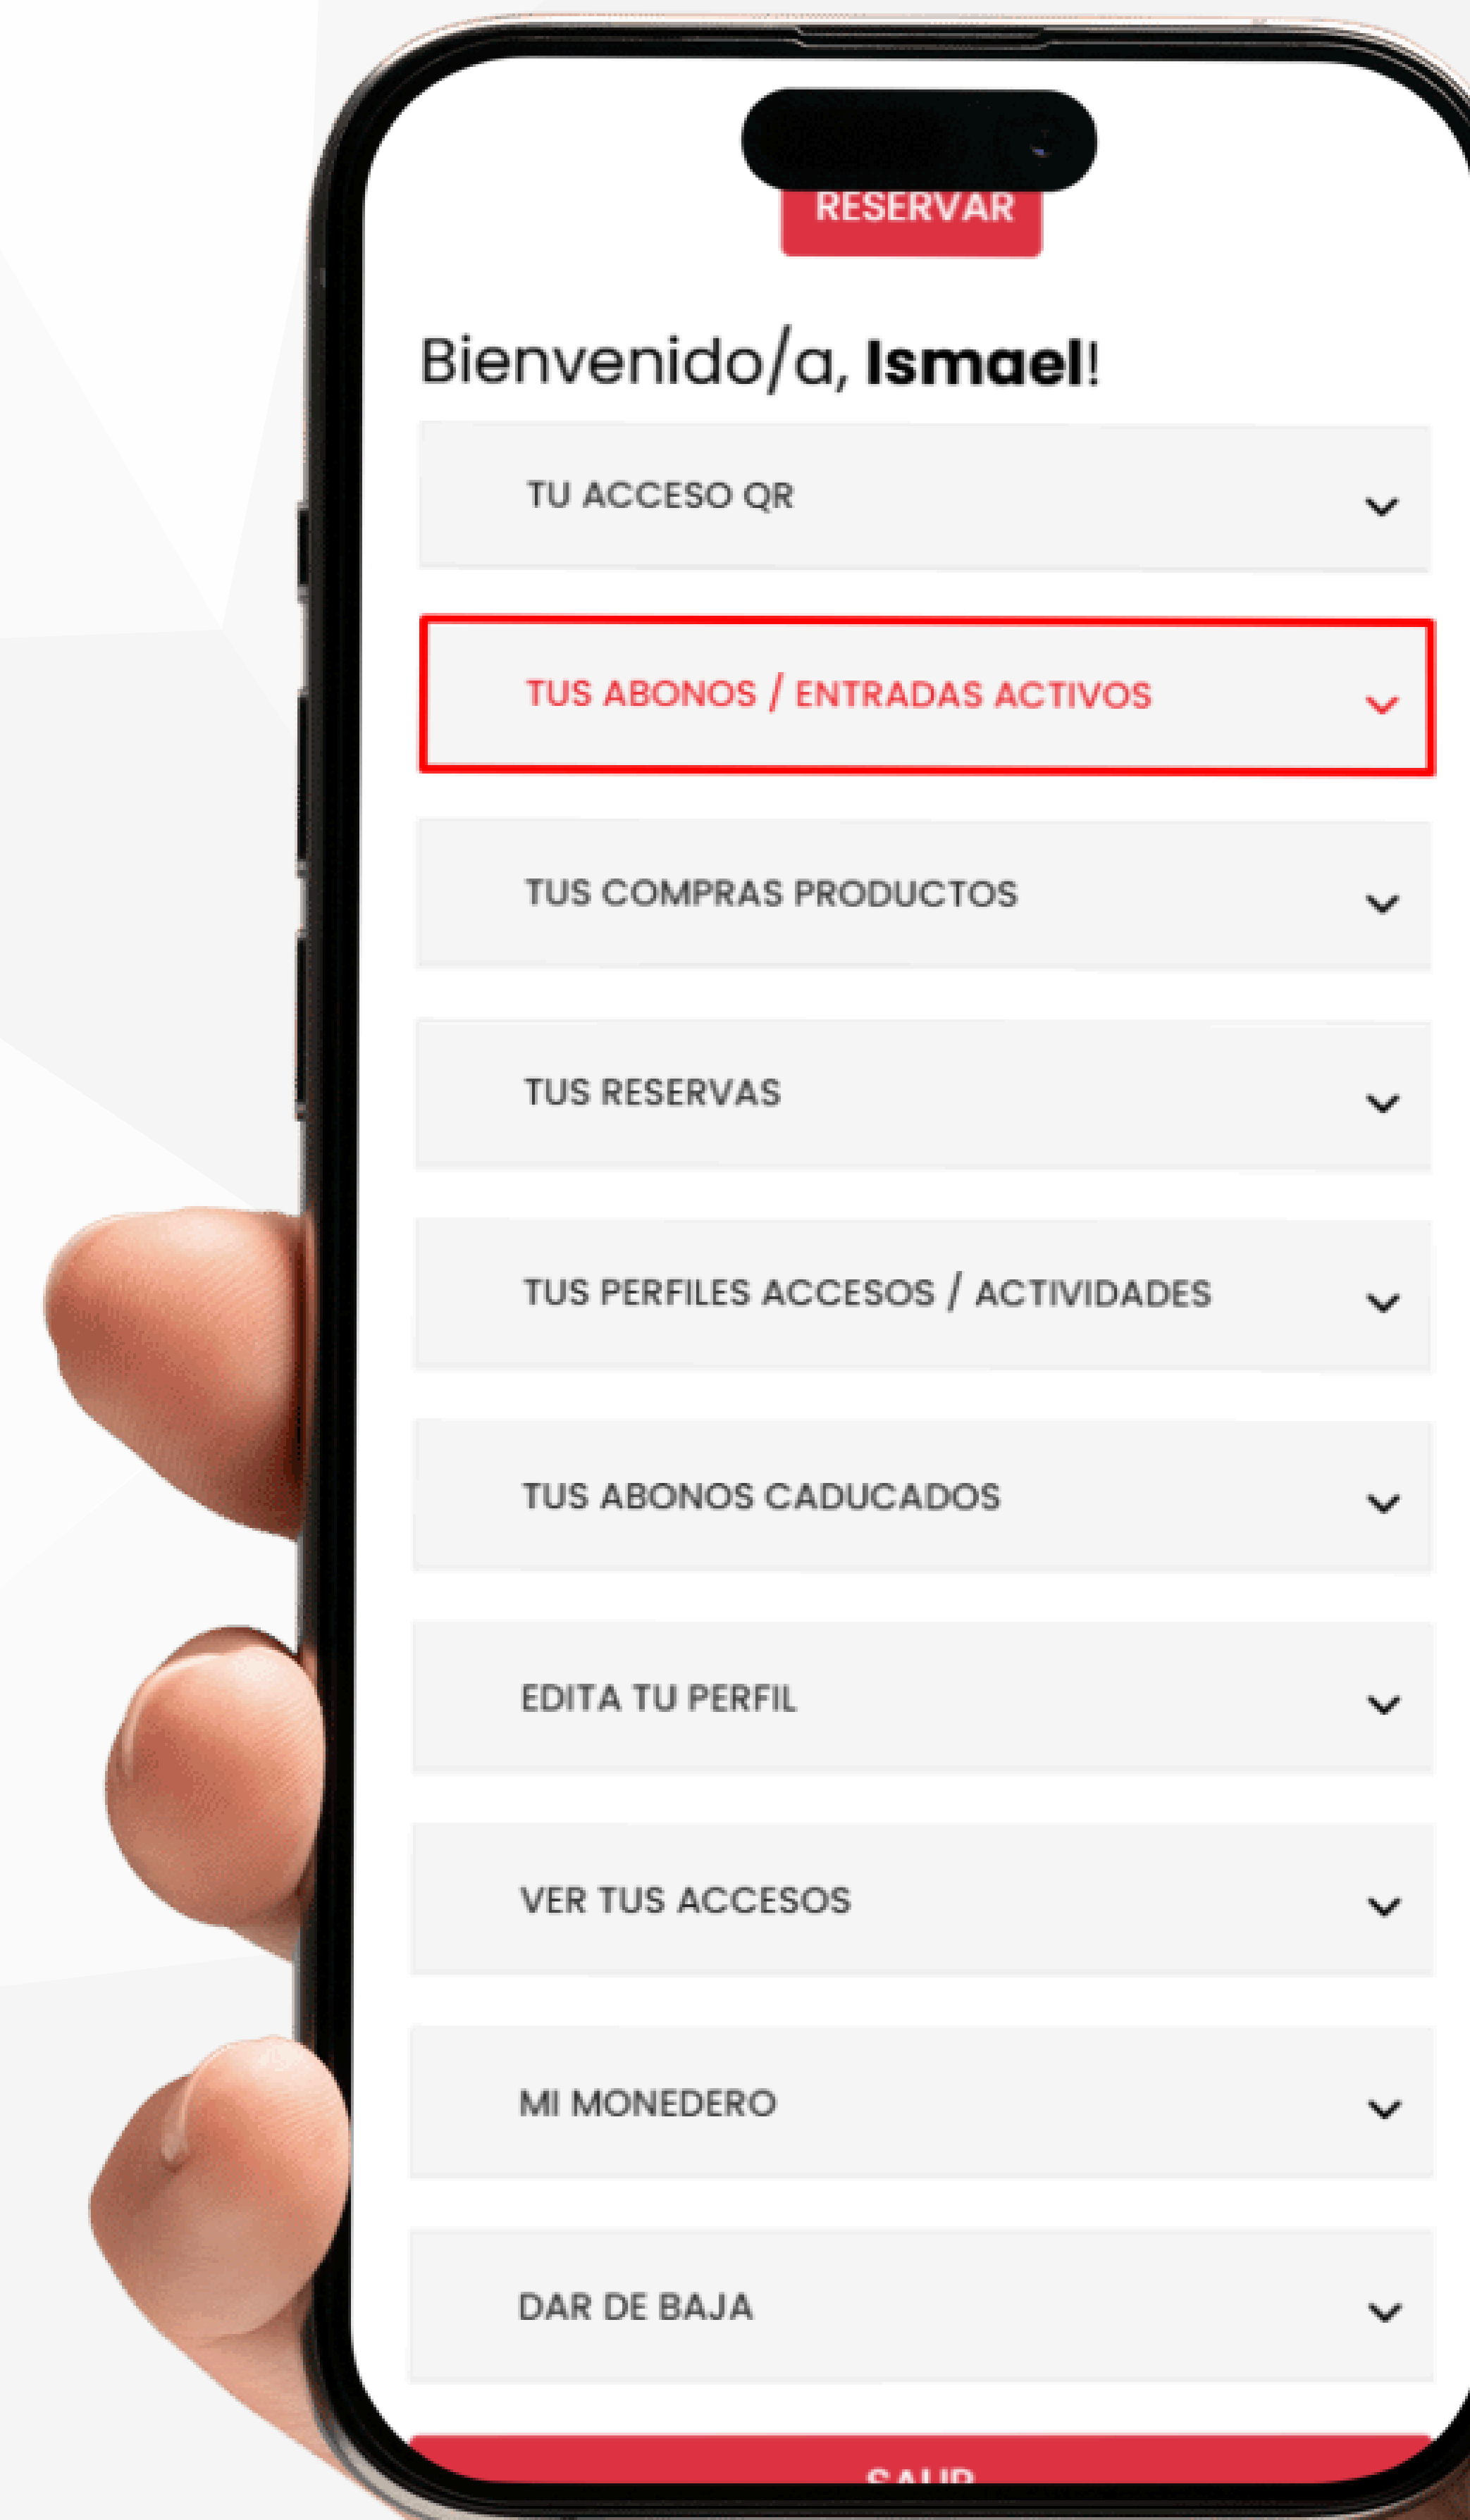 RESERVAR
Bienvenido/a, Ismael!
TU ACCESO QR
TUS ABONOS / ENTRADAS ACTIVOS
TUS COMPRAS PRODUCTOS
TUS RESERVAS
TUS PERFILES ACCESOS / ACTIVIDADES
TUS ABONOS CADUCADOS
EDITA TU PERFIL
VER TUS ACCESOS
MI MONEDERO
DAR DE BAJA
SALIR